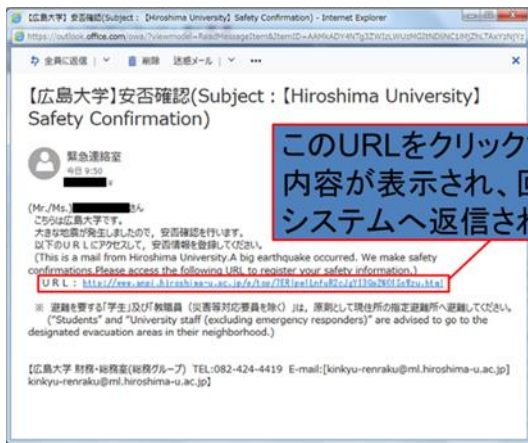 【広島大学】安否確認(Subject：【Hiroshima University】Safety Confirmation) - Internet Explorer
全員に返信 | 削除 迷惑メール | •••
【広島大学】安否確認(Subject：【Hiroshima University】
Safety Confirmation)
緊急連絡室
今日 9:50
(Mr./Ms.) さん
こちらは広島大学です。
大きな地震が発生しましたので，安否確認を行います。
以下のＵＲＬにアクセスして，安否情報を登録してください。
(This is a mail from Hiroshima University.A big earthquake occurred. We make safety
confirmations.Please access the following URL to register your safety information.)
ＵＲＬ：
※ 避難を要する「学生」及び「教職員（災害等対応要員を除く）」は，原則として現住所の指定避難所へ避難してください。
("Students" and "University staff (excluding emergency responders)" are advised to go to the
designated evacuation areas in their neighborhood.)
【広島大学 財務・総務室(総務グループ) TEL:082-424-4419 E-mail:[kinkyu-renraku@ml.hiroshima-u.ac.jp]
kinkyu-renraku@ml.hiroshima-u.ac.jp】
このURLをクリック
内容が表示され、
システムへ返信さ